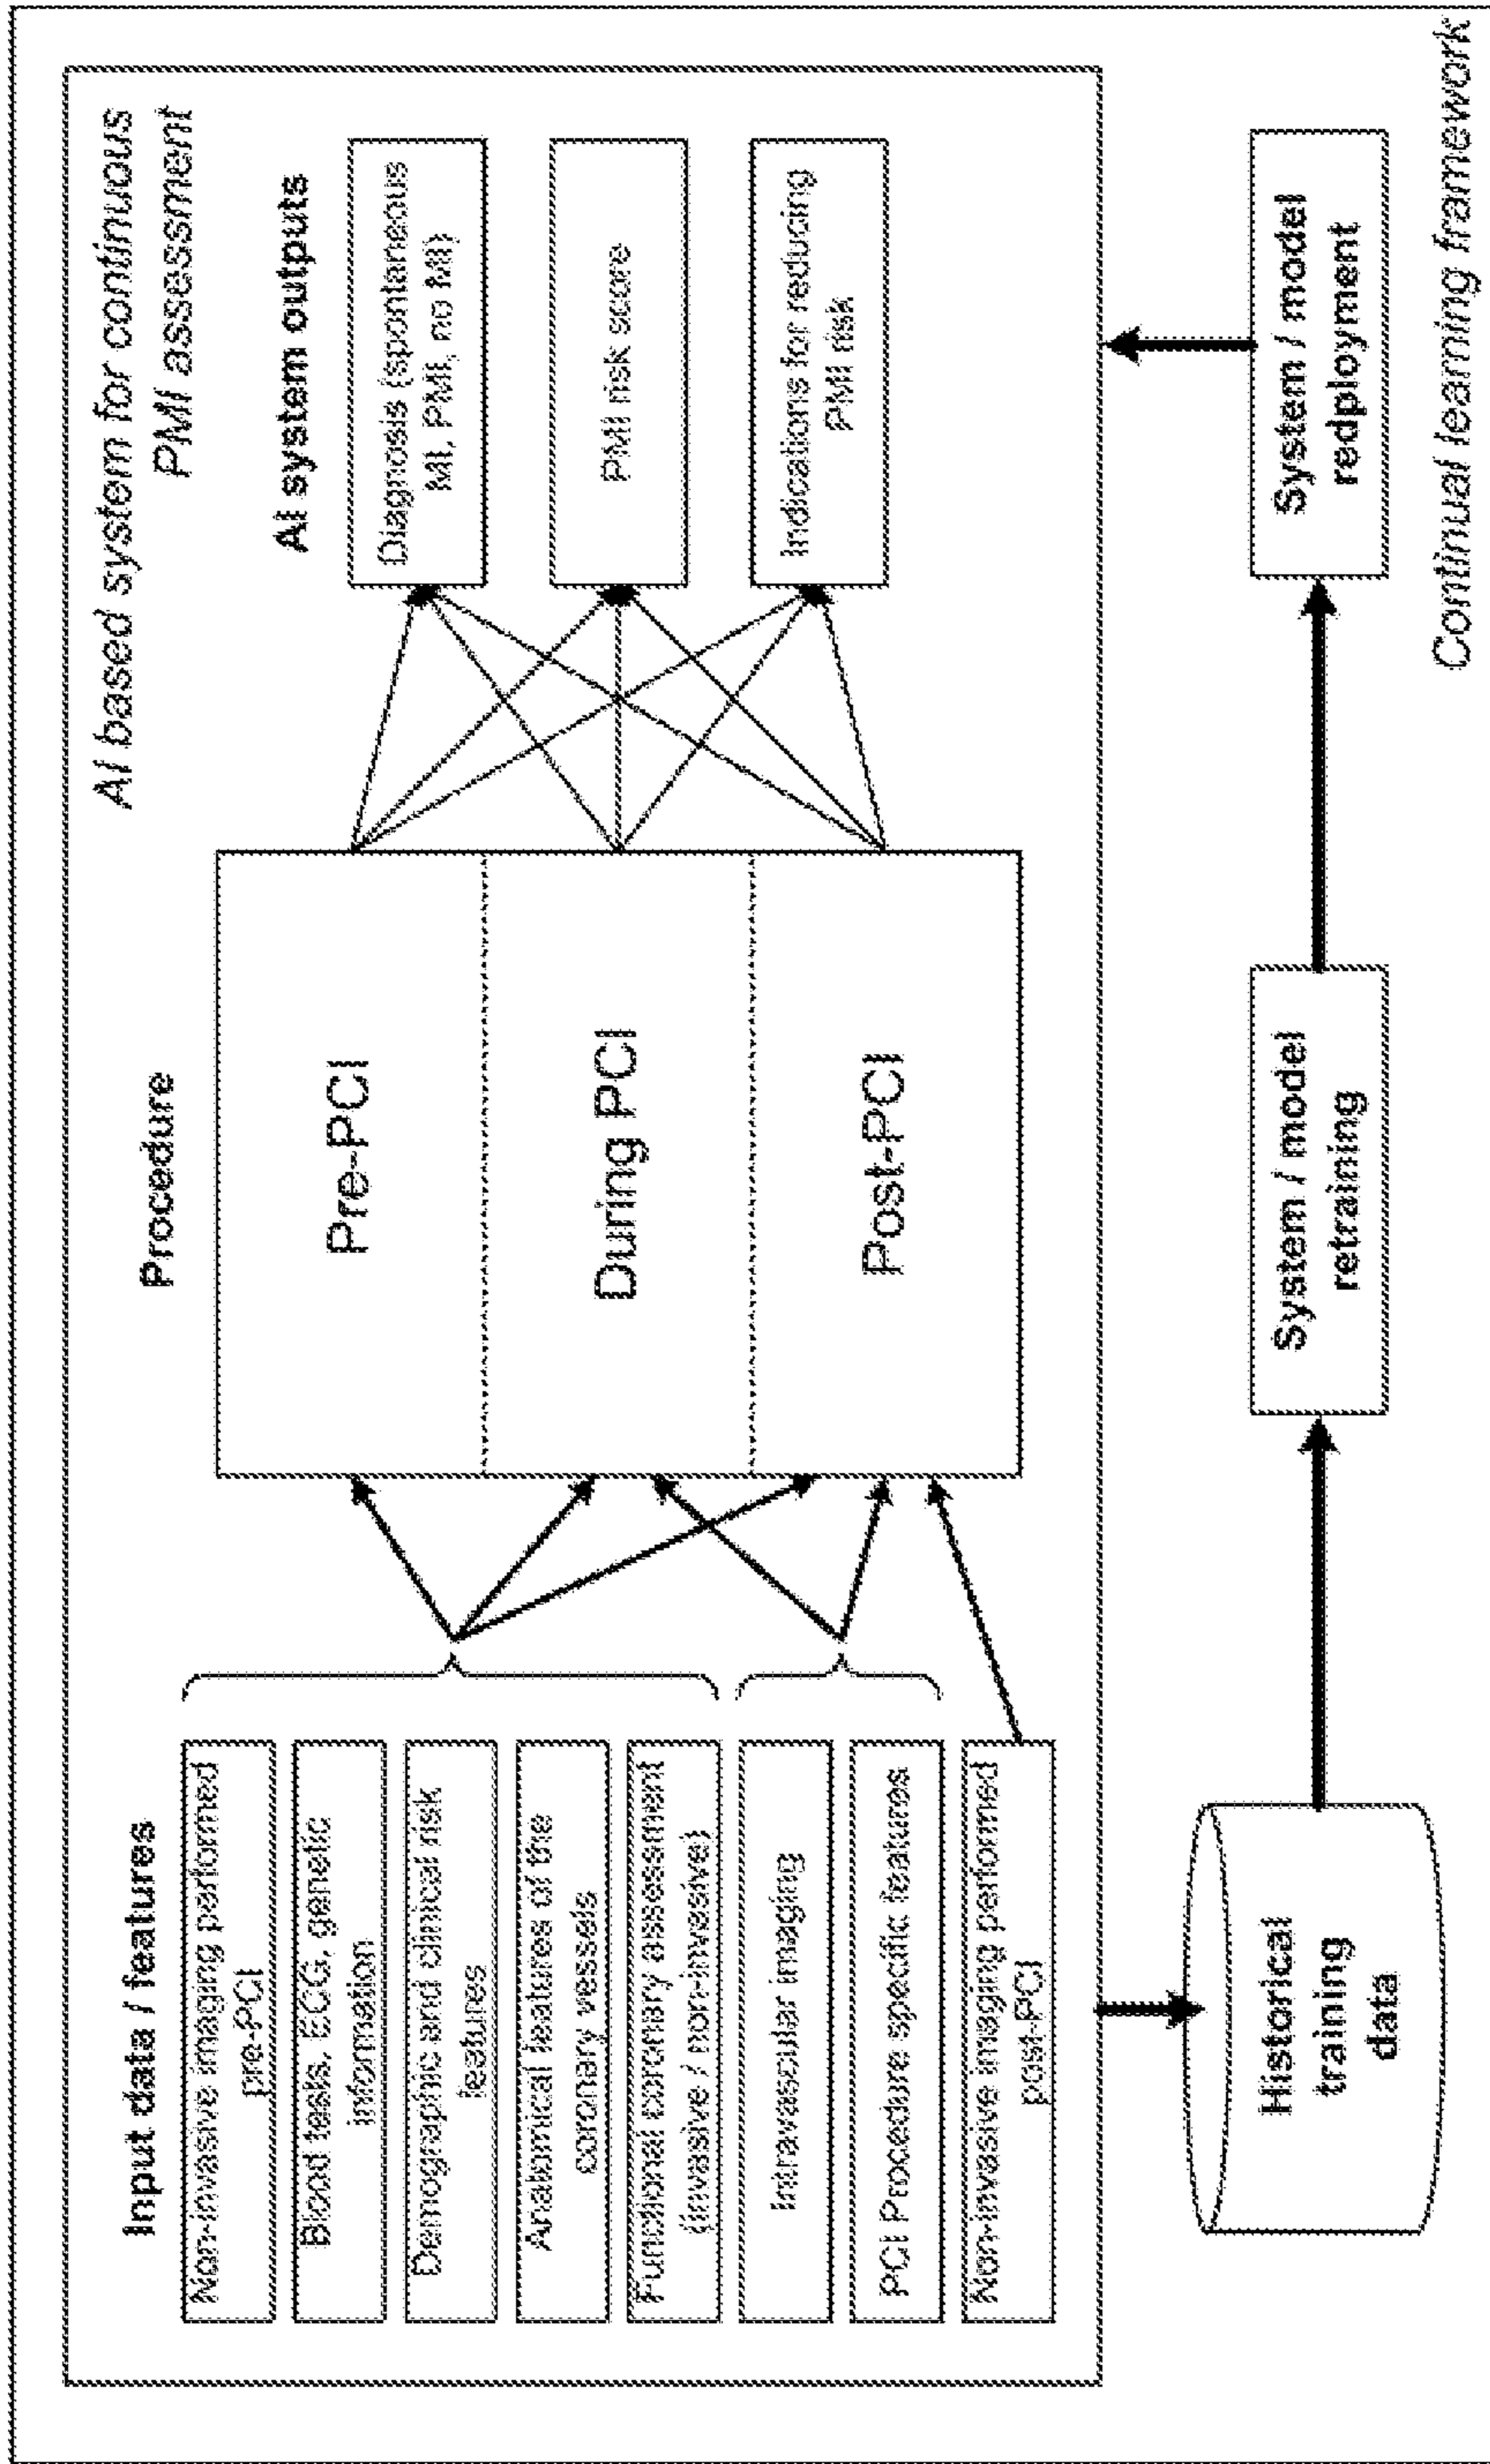 AI based system for continuous
PMI assessment
Input data / features
Non-invasive imaging performed
pre-PCI
Blood tests, ECG, genetic
information
Demographic and clinical risk
features
Anatomical features of the
coronary vessels
Functional coronary assessment
(invasive / non-invasive)
Intravascular imaging
PCI Procedure specific features
Non-invasive imaging performed
post-PCI
Procedure
Pre-PCI
During PCI
Post-PCI
AI system outputs
Diagnosis (spontaneous
MI, PMI, no MI)
PMI risk score
Indications for reducing
PMI risk
Historical
training
data
System / model
retraining
System / model
redployment
Continual learning framework